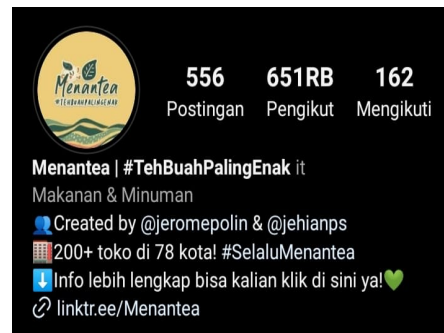 Menantea
#TEHBUAHPALINGENAK
556 651RB 162
Postingan Pengikut Mengikuti
Menantea | #TehBuahPalingEnak it
Makanan & Minuman
👥Created by @jeromepolin & @jehianps
🏢200+ toko di 78 kota! #SelaluMenantea
⬇️Info lebih lengkap bisa kalian klik di sini ya!💚
linktr.ee/Menantea